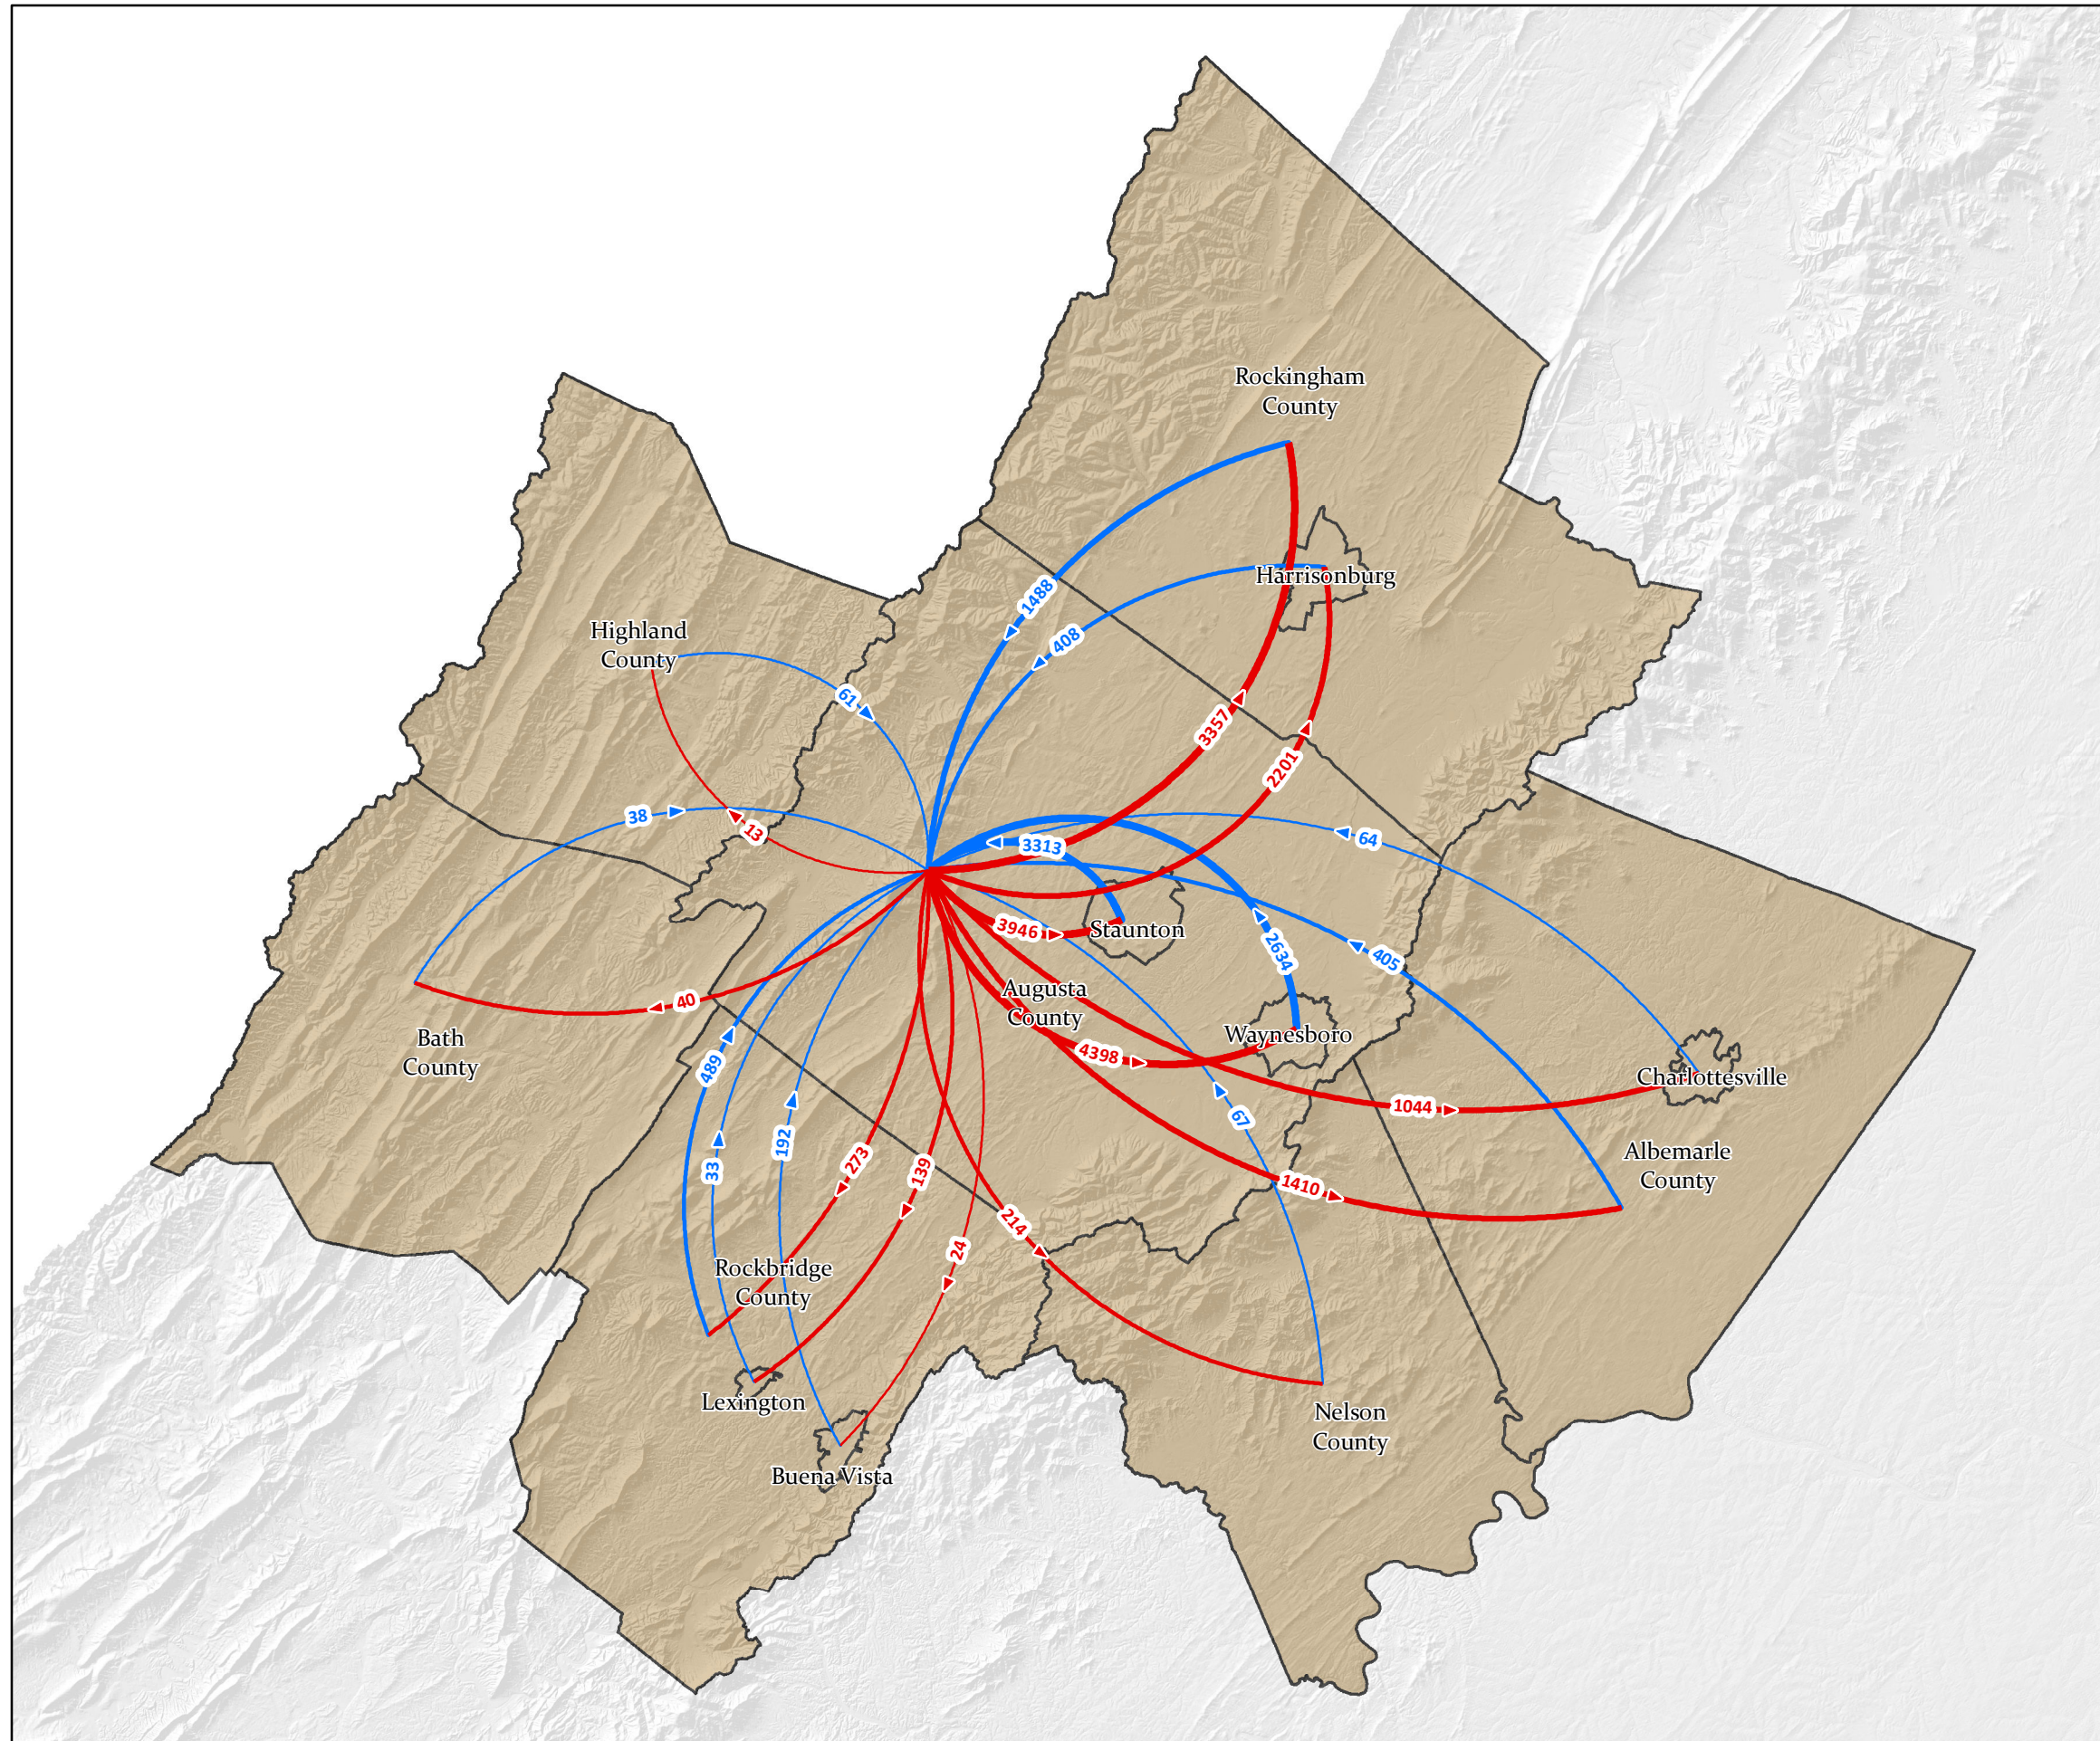 Rockingham
County
Harrisonburg
1488
408
Highland
County
61
3357
2201
38
13
3313
64
3946
Staunton
2634
405
Augusta
County
40
Waynesboro
Bath
County
4398
489
Charlottesville
1044
67
192
33
273
139
Albemarle
County
1410
214
24
Rockbridge
County
Lexington
Nelson
County
Buena Vista